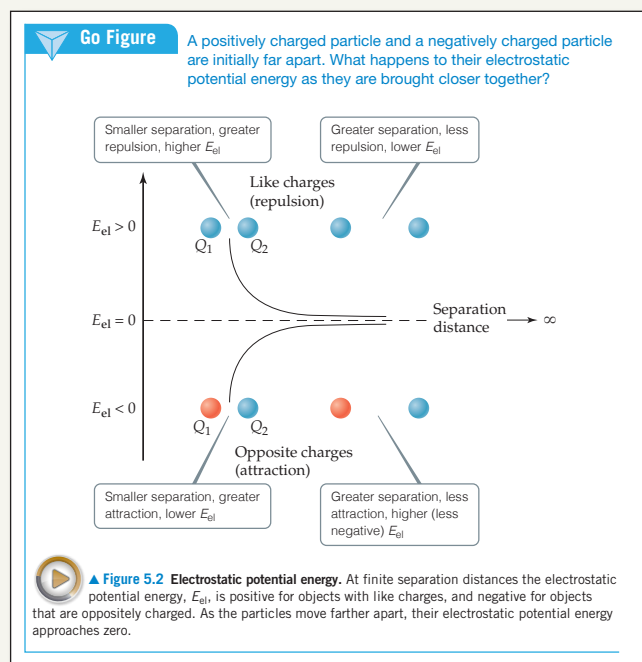 Go Figure
A positively charged particle and a negatively charged particle
are initially far apart. What happens to their electrostatic
potential energy as they are brought closer together?
Smaller separation, greater
repulsion, higher Eel
Greater separation, less
repulsion, lower Eel
Like charges
(repulsion)
Eel > 0
Q1
Q2
Eel = 0
Separation
distance
∞
Eel < 0
Q1
Q2
Opposite charges
(attraction)
Smaller separation, greater
attraction, lower Eel
Greater separation, less
attraction, higher (less
negative) Eel
▲ Figure 5.2 Electrostatic potential energy. At finite separation distances the electrostatic
potential energy, Eel, is positive for objects with like charges, and negative for objects
that are oppositely charged. As the particles move farther apart, their electrostatic potential energy
approaches zero.